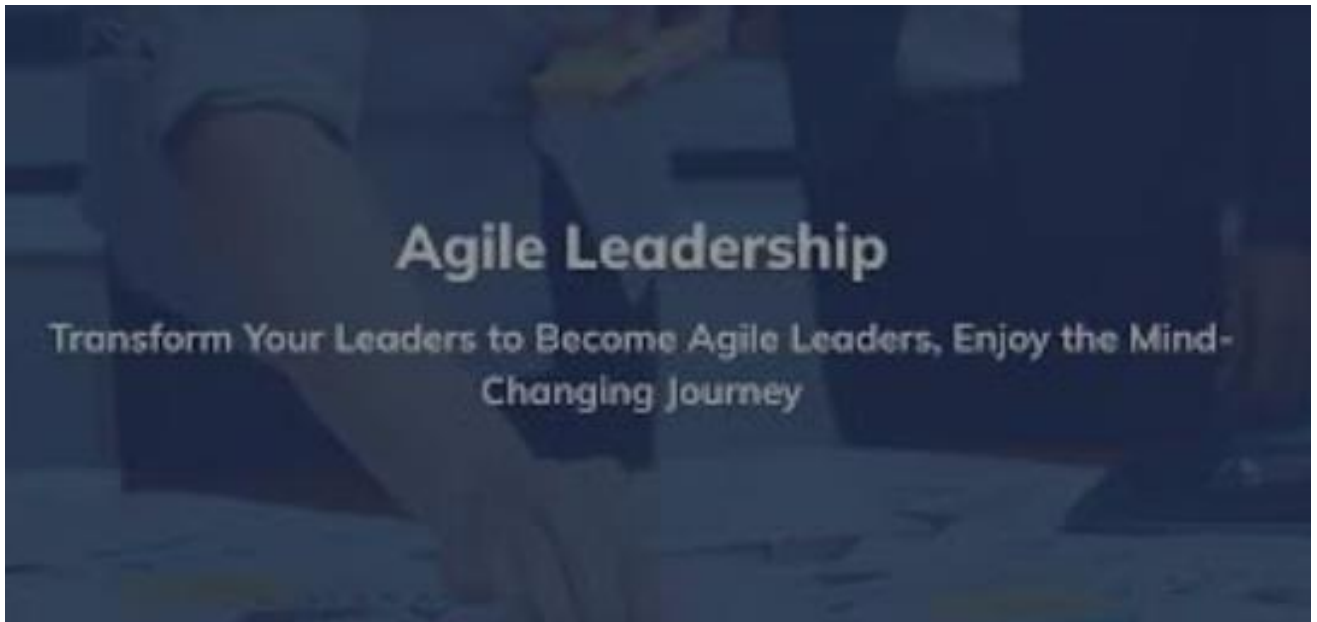 Agile Leadership
Transform Your Leaders to Become Agile Leaders, Enjoy the Mind-
Changing Journey